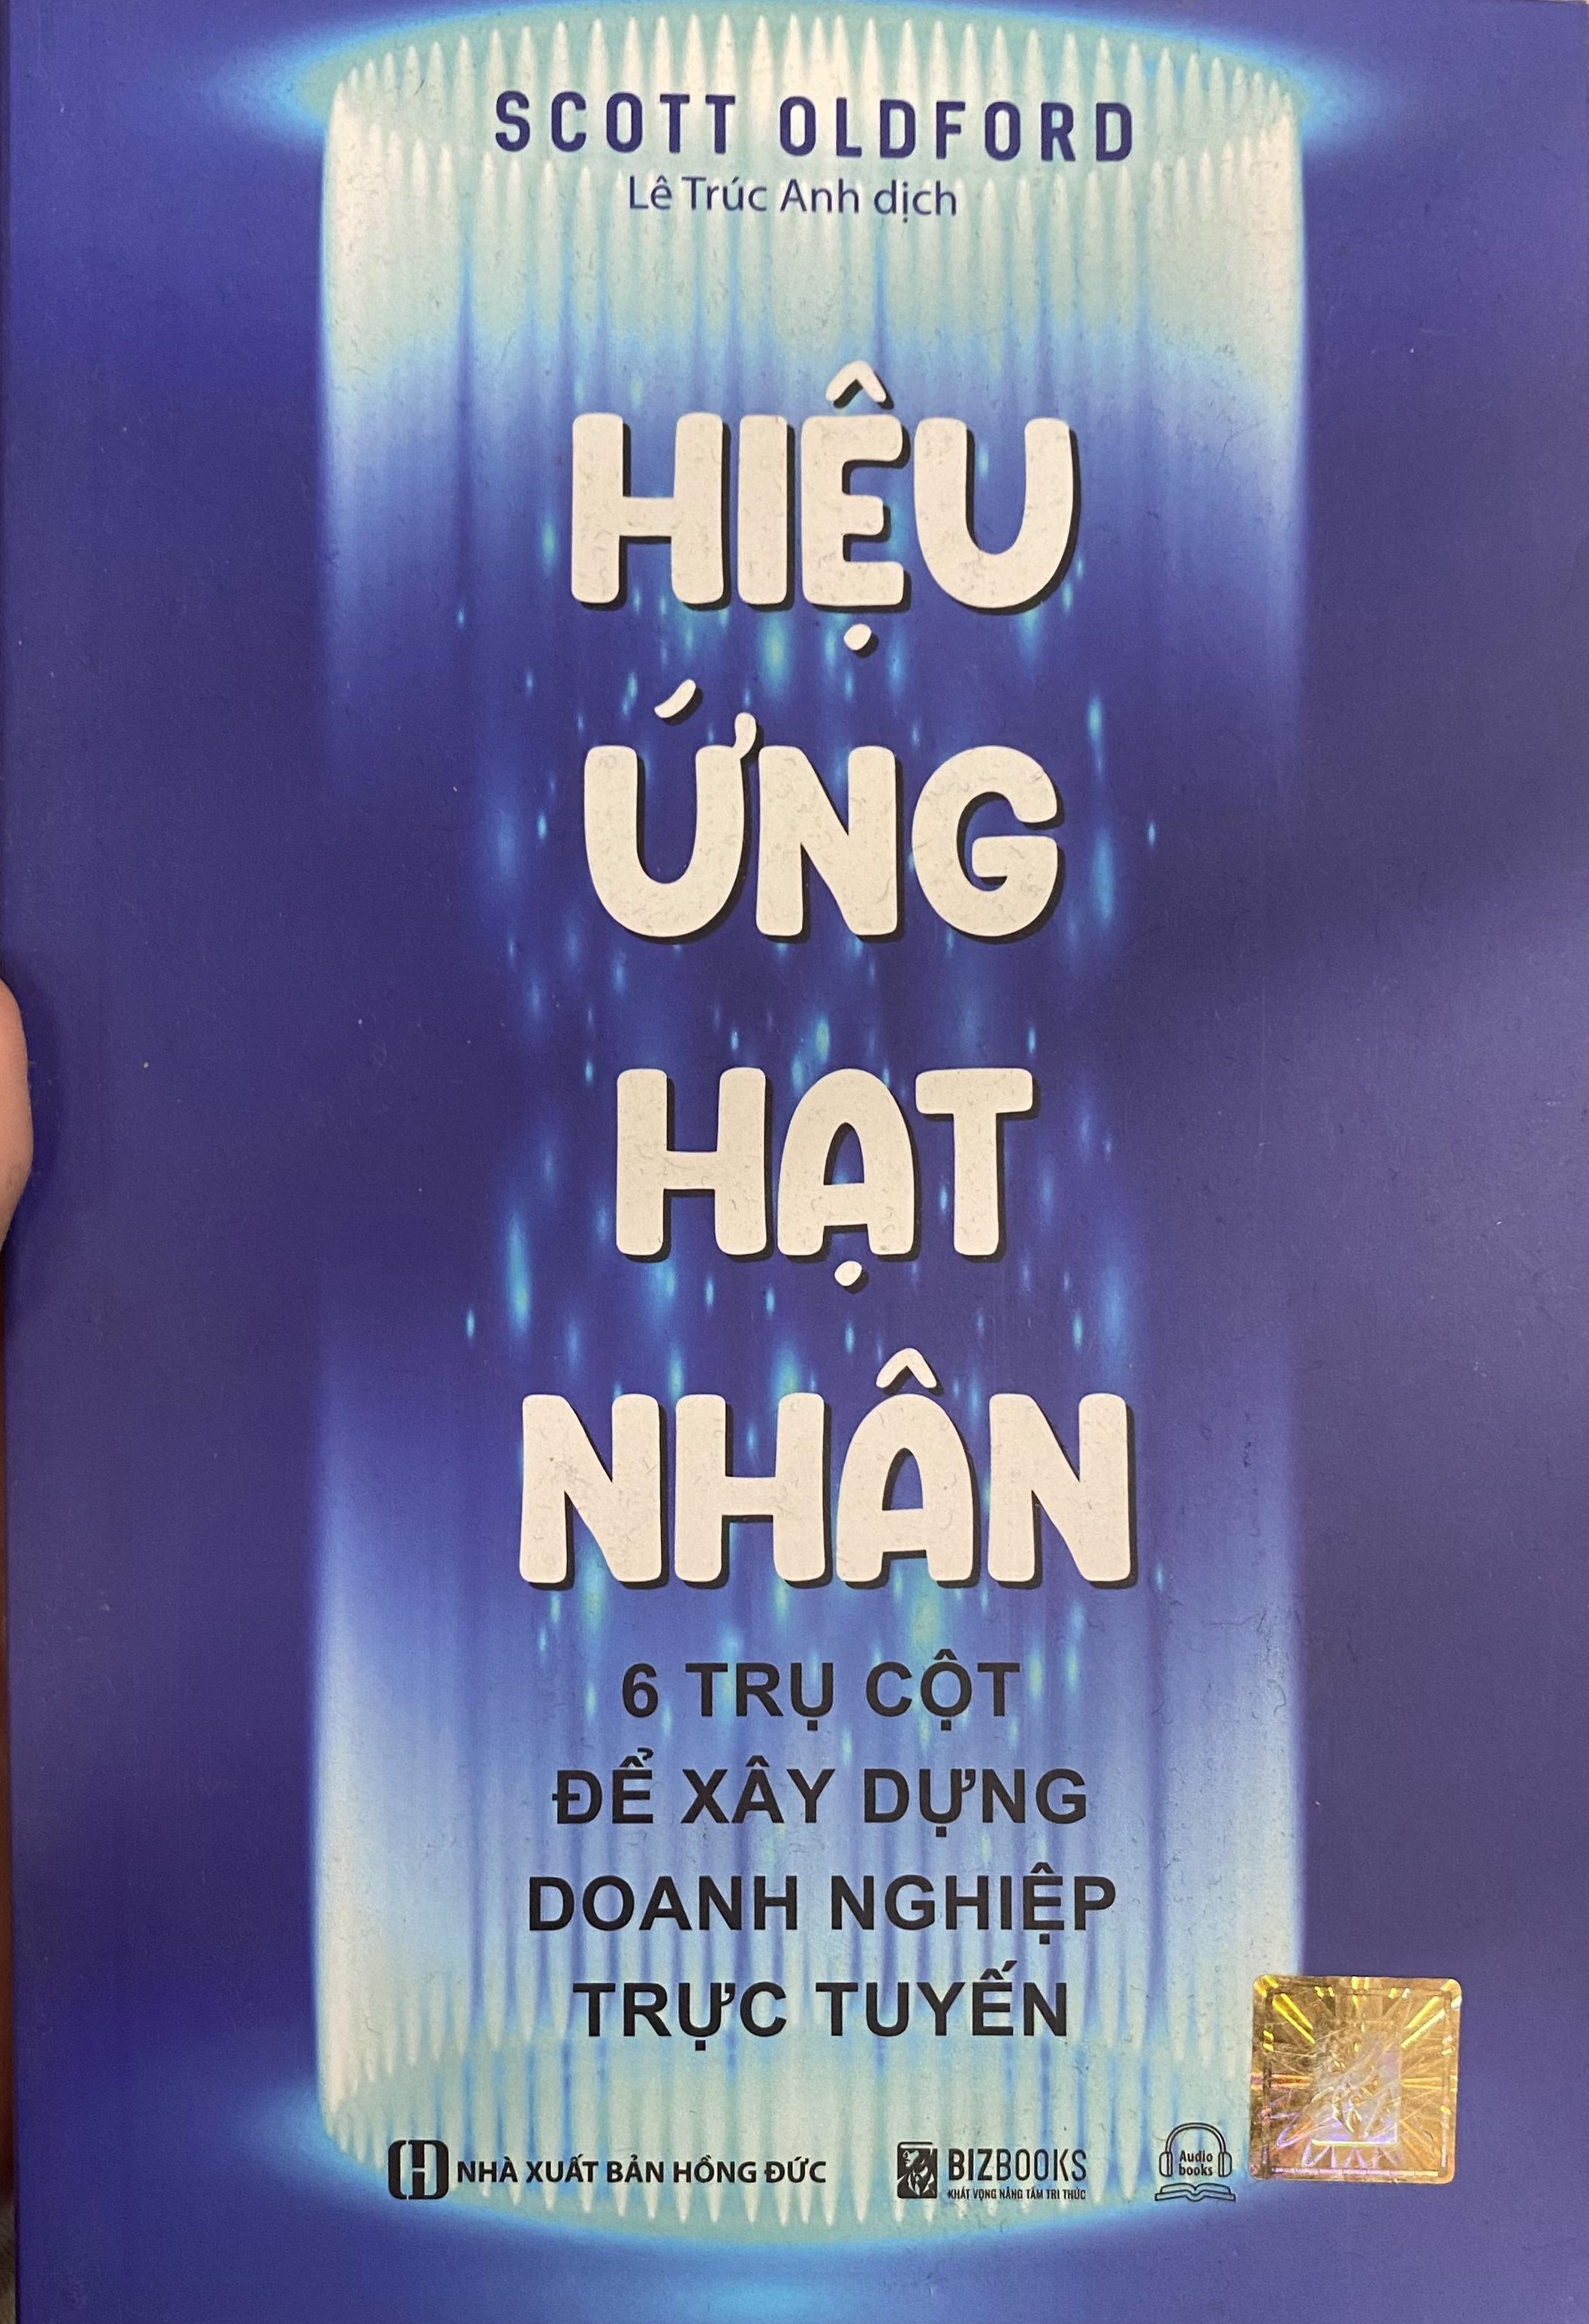 SCOTT OLDFORD
Lê Trúc Anh dịch
HIỆU
ỨNG
HẠT
NHÂN
6 TRỤ CỘT
ĐỂ XÂY DỰNG
DOANH NGHIỆP
TRỰC TUYẾN
NHÀ XUẤT BẢN HỒNG ĐỨC
BIZBOOKS
KHÁT VỌNG NÂNG TẦM TRI THỨC
Audio
books